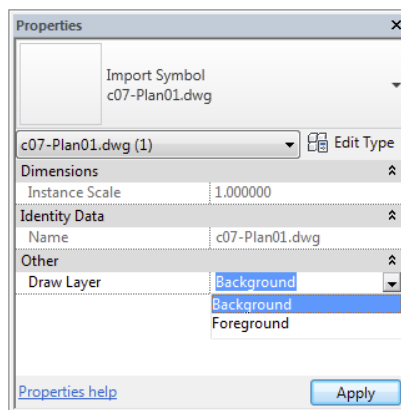 Properties
Import Symbol
c07-Plan01.dwg
c07-Plan01.dwg (1) Edit Type
Dimensions
Instance Scale 1.000000
Identity Data
Name c07-Plan01.dwg
Other
Draw Layer Background
Background
Foreground
Properties help Apply